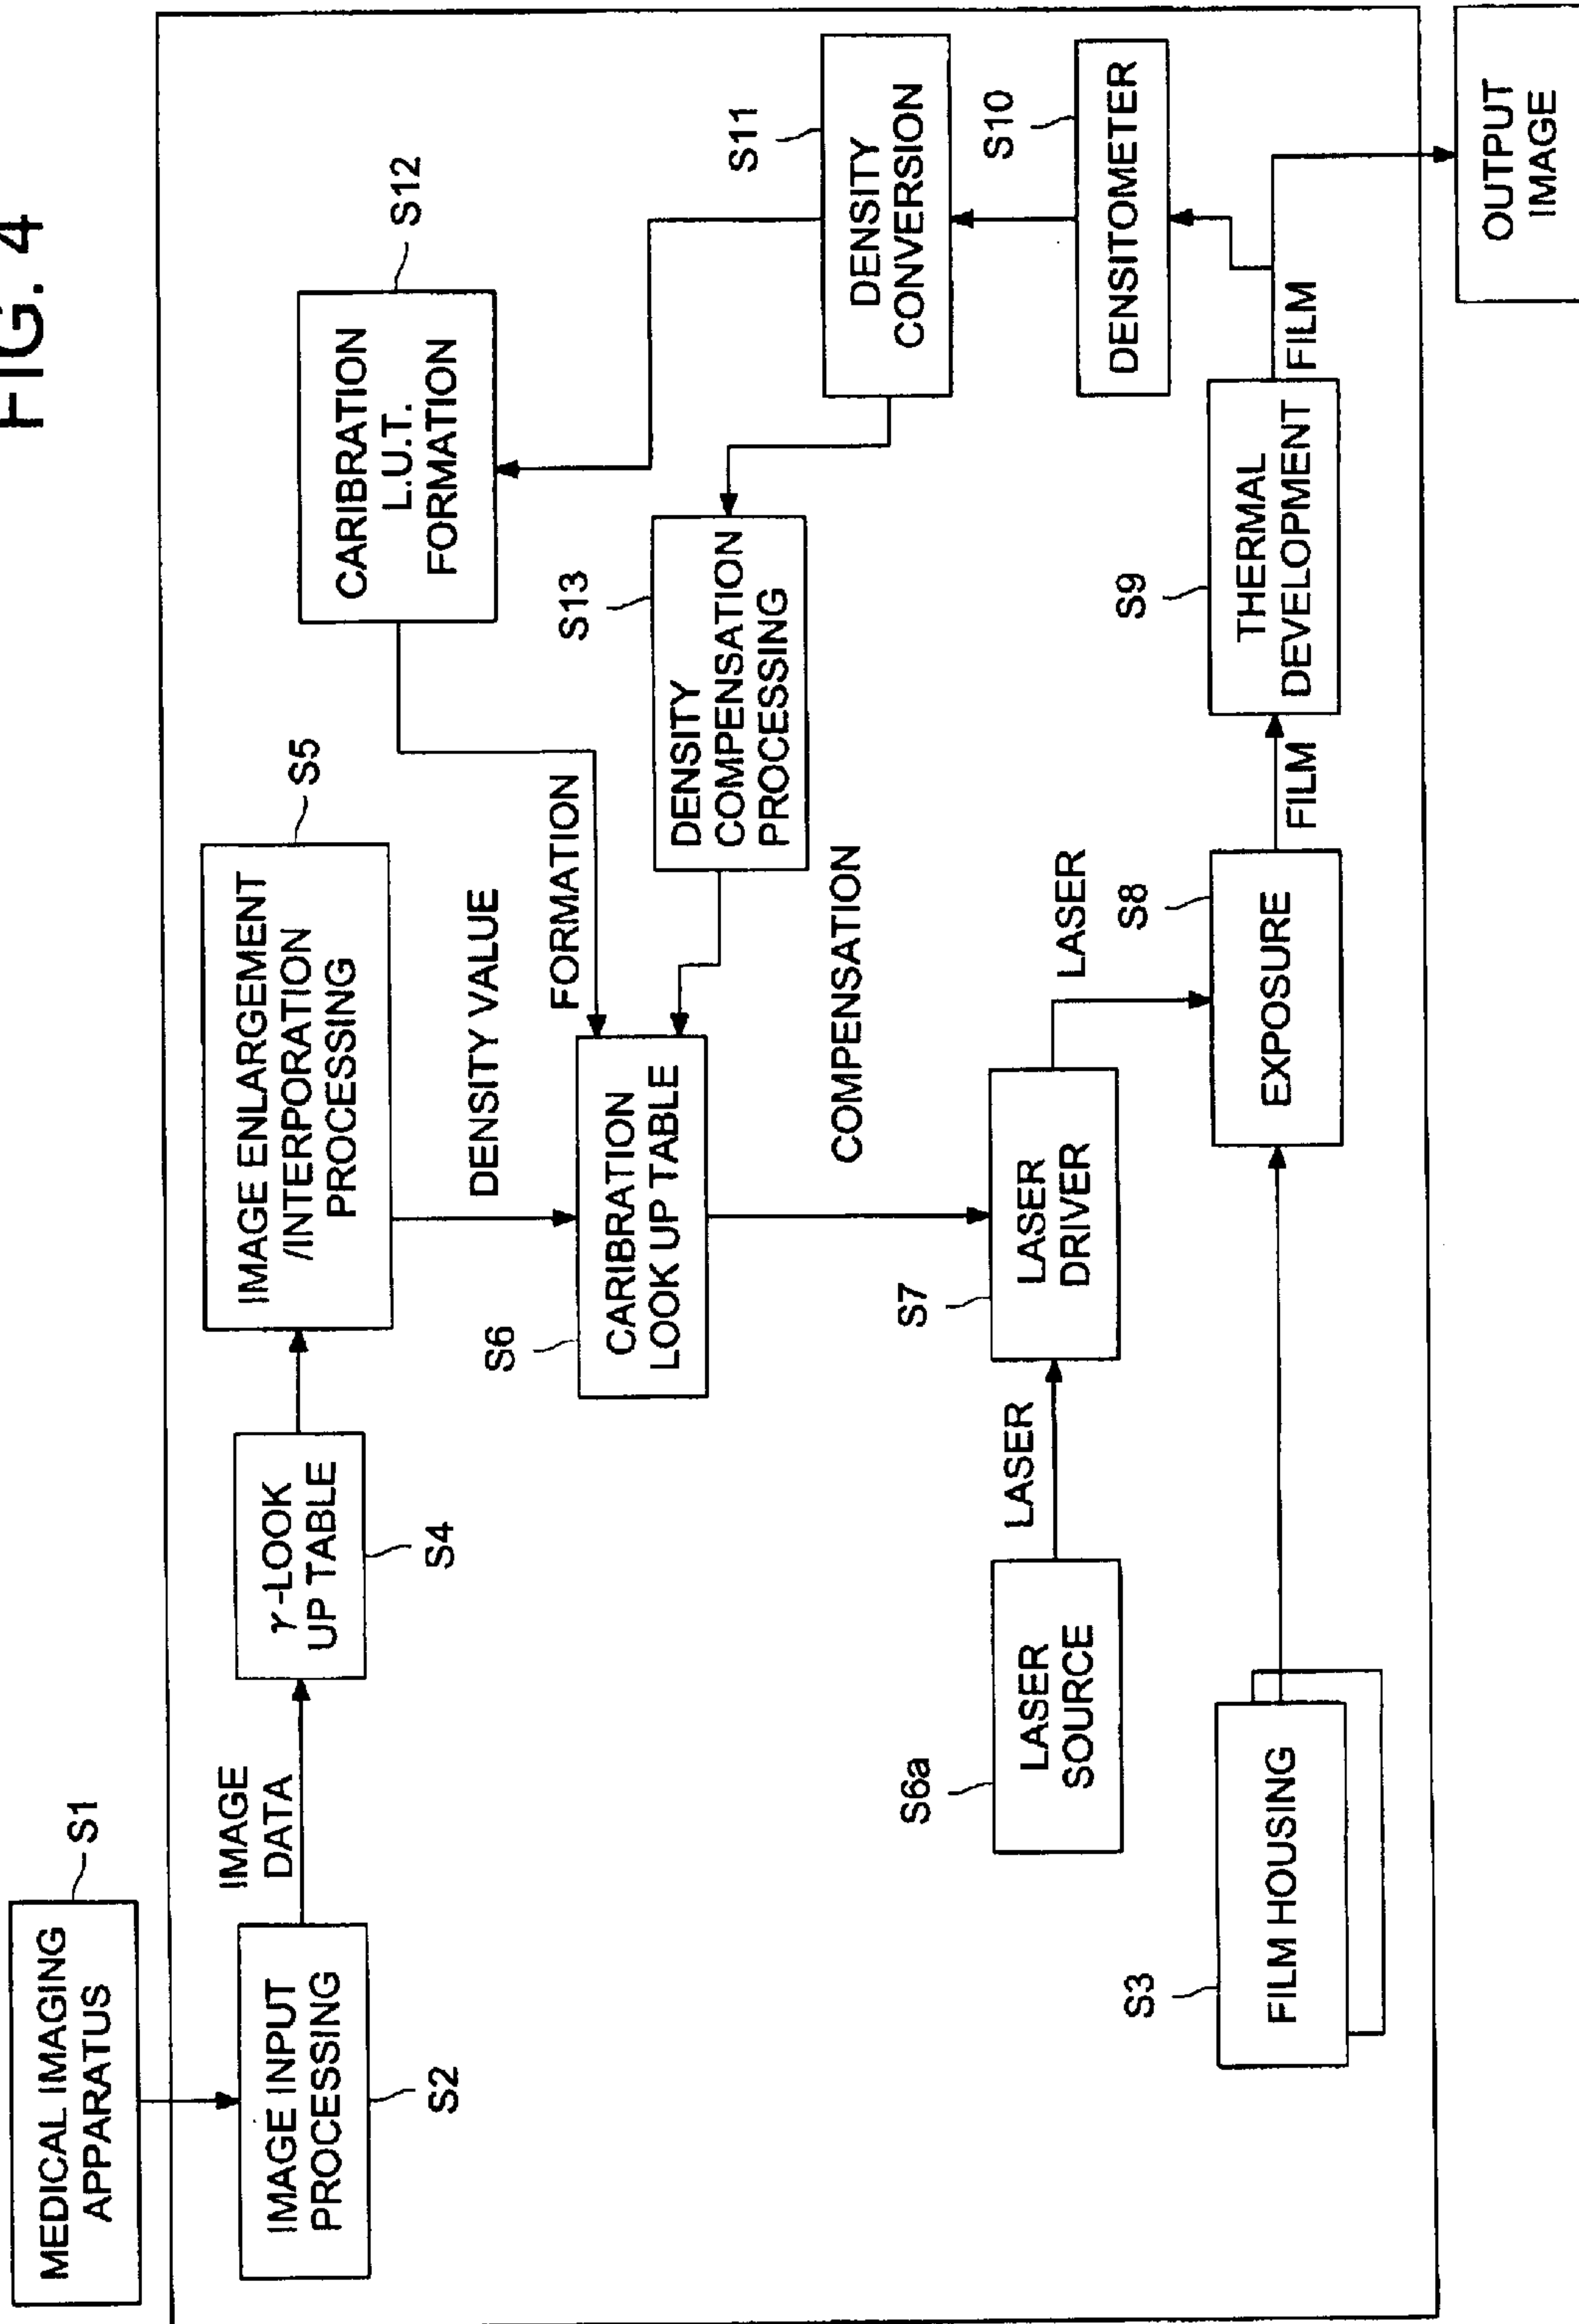 FIG. 4
MEDICAL IMAGING
APPARATUS
S1
IMAGE INPUT
PROCESSING
S2
IMAGE
DATA
γ-LOOK
UP TABLE
S4
IMAGE ENLARGEMENT
/INTERPORATION
PROCESSING
S5
DENSITY VALUE
CARIBRATION
LOOK UP TABLE
S6
FORMATION
COMPENSATION
CARIBRATION
L.U.T.
FORMATION
S12
DENSITY
COMPENSATION
PROCESSING
S13
DENSITY
CONVERSION
S11
DENSITOMETER
S10
LASER
SOURCE
S6a
LASER
LASER
DRIVER
S7
LASER
FILM HOUSING
S3
EXPOSURE
S8
FILM
THERMAL
DEVELOPMENT
S9
FILM
OUTPUT
IMAGE